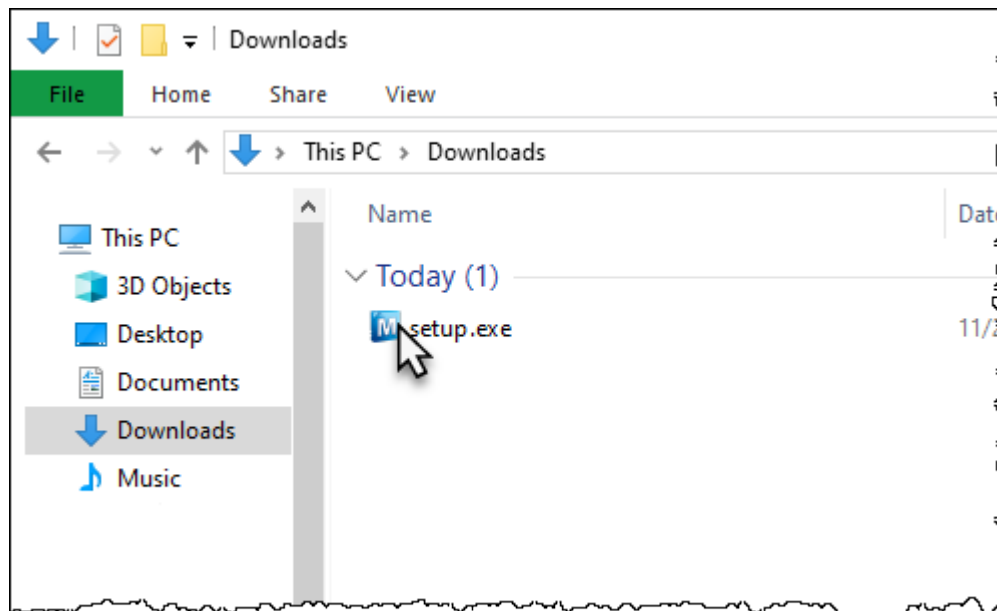 Downloads
File Home Share View
This PC > Downloads
Name
This PC
Today (1)
3D Objects
setup.exe
Desktop
Documents
Downloads
Music